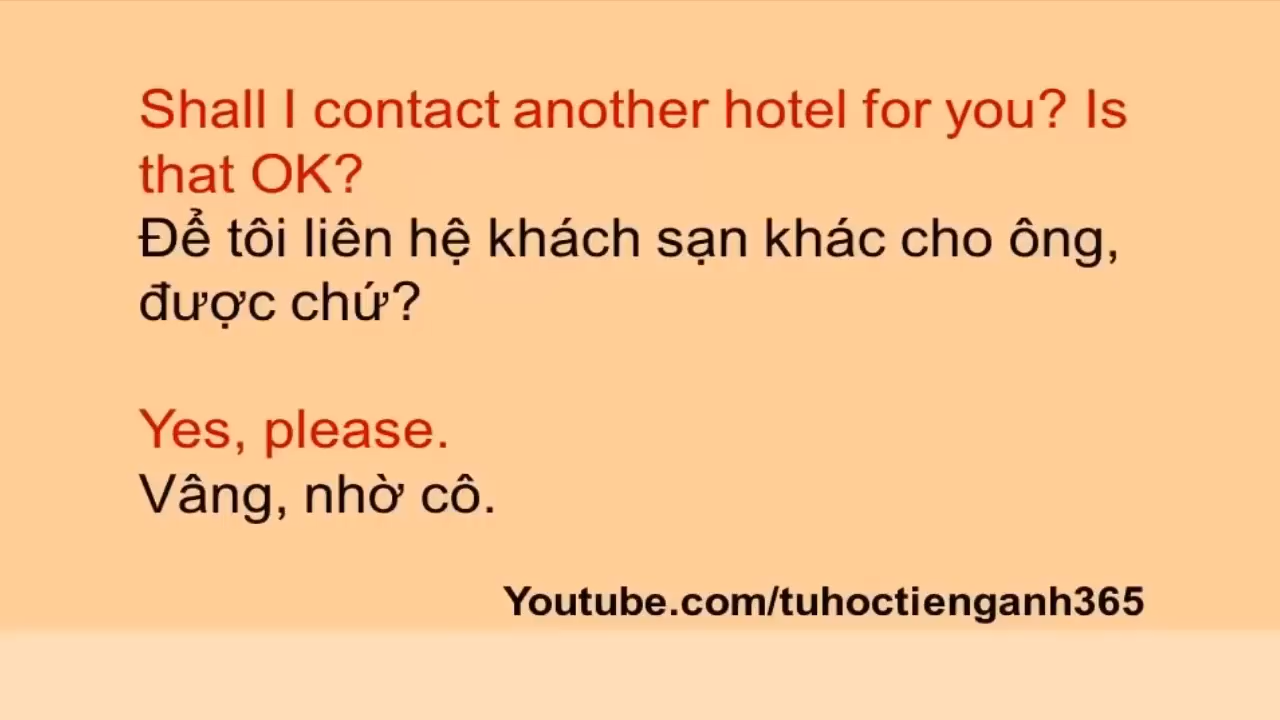 Shall I contact another hotel for you? Is
that OK?
Để tôi liên hệ khách sạn khác cho ông,
được chứ?
Yes, please.
Vâng, nhờ cô.
Youtube.com/tuhoctienganh365